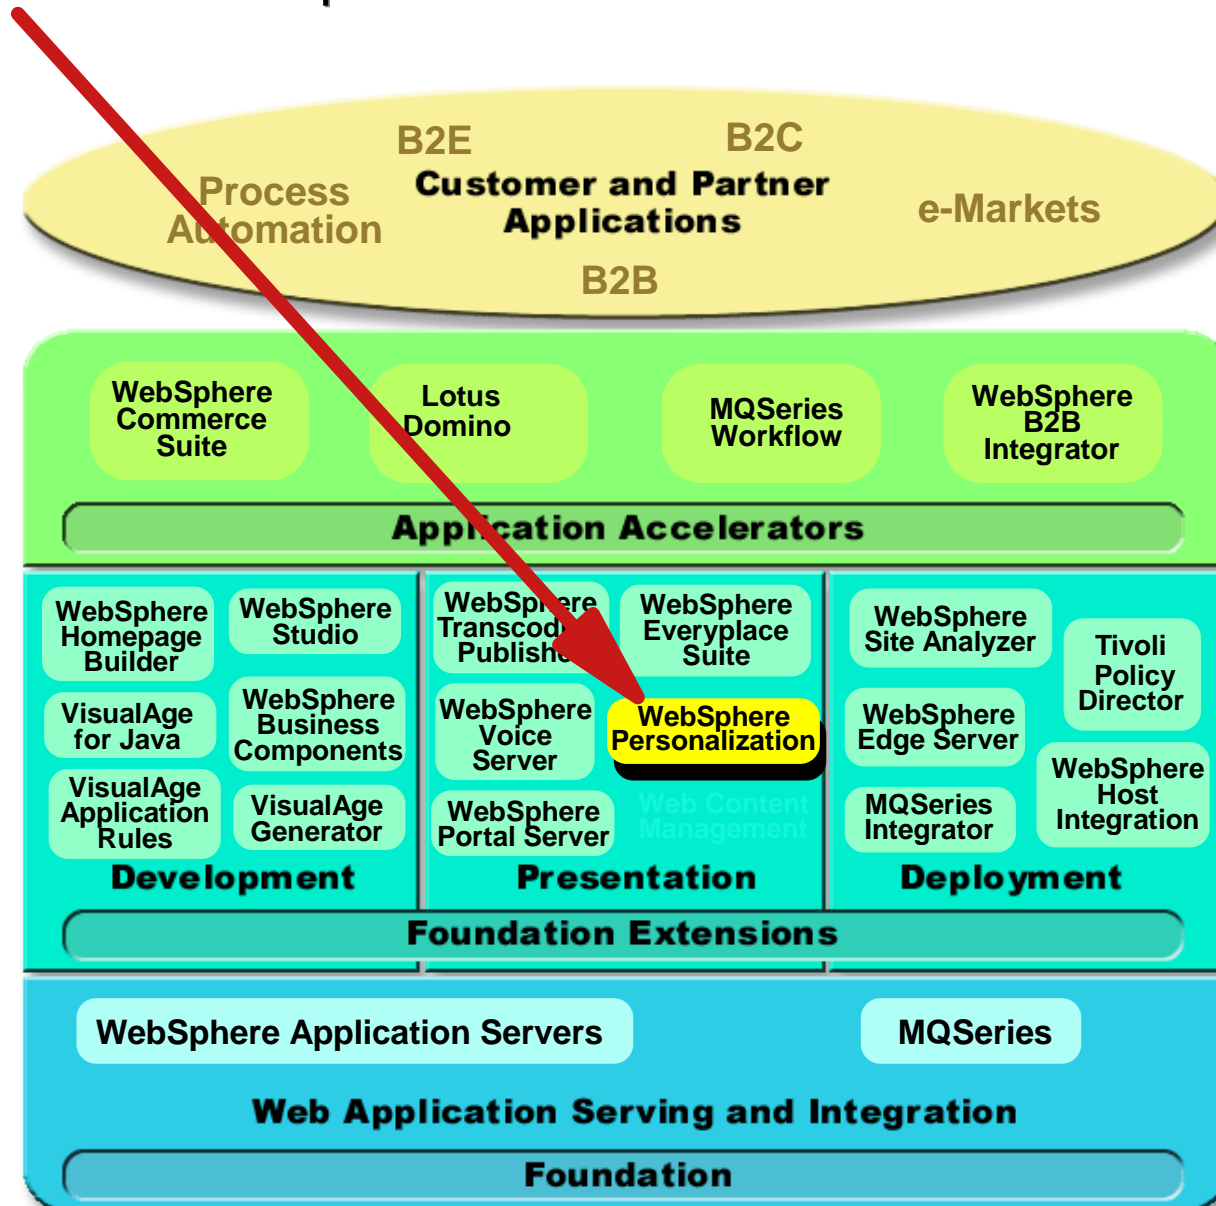 B2E
B2C
Process
Automation
Customer and Partner
Applications
e-Markets
B2B
WebSphere
Commerce
Suite
Lotus
Domino
MQSeries
Workflow
WebSphere
B2B
Integrator
Application Accelerators
WebSphere
Homepage
Builder
WebSphere
Studio
VisualAge
for Java
WebSphere
Business
Components
VisualAge
Application
Rules
VisualAge
Generator
Development
WebSphere
Transcoding
Publisher
WebSphere
Everyplace
Suite
WebSphere
Voice
Server
WebSphere
Personalization
WebSphere
Portal Server
Web Content
Management
Presentation
WebSphere
Site Analyzer
Tivoli
Policy
Director
WebSphere
Edge Server
WebSphere
Host
Integration
MQSeries
Integrator
Deployment
Foundation Extensions
WebSphere Application Servers
MQSeries
Web Application Serving and Integration
Foundation